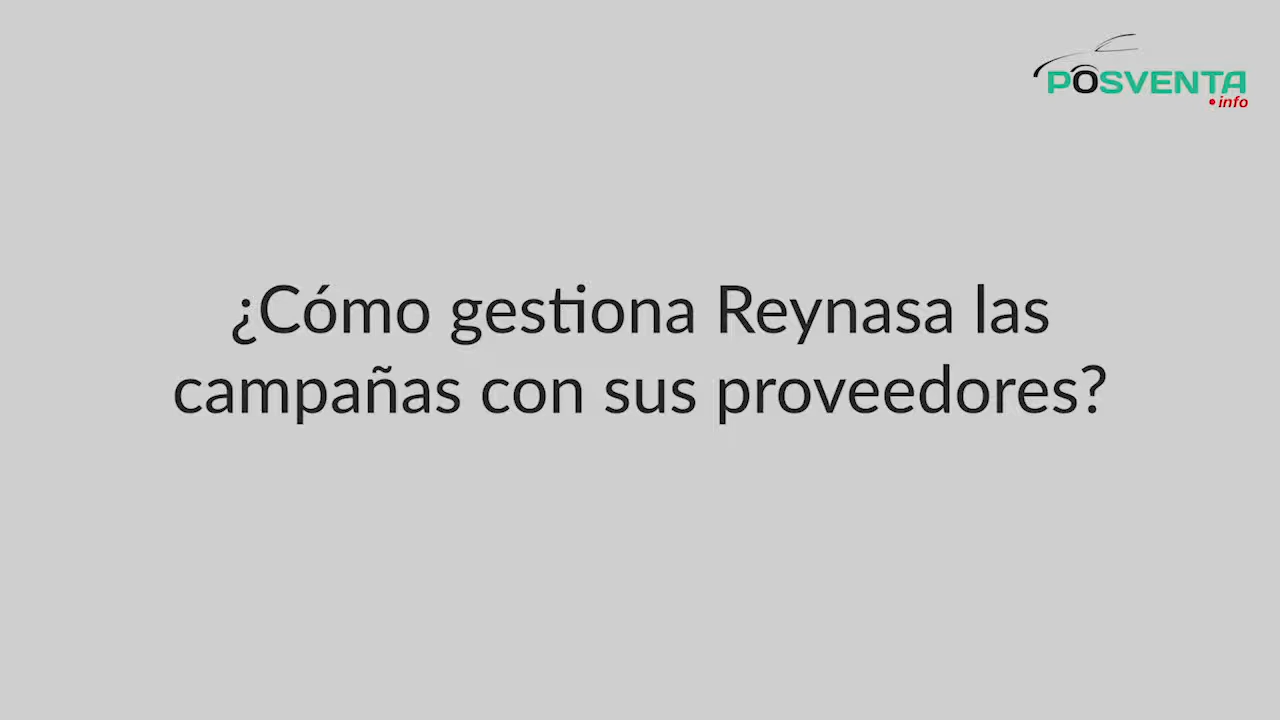 POSVENTA
info
¿Cómo gestiona Reynasa las
campañas con sus proveedores?